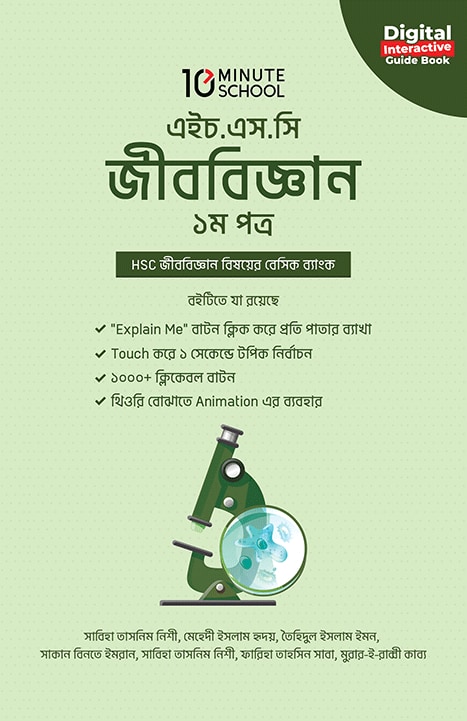 Digital
Interactive
Guide Book
10 MINUTE
SCHOOL
এইচ.এস.সি
জীববিজ্ঞান
১ম পত্র
HSC জীববিজ্ঞান বিষয়ের বেসিক ব্যাংক
বইটিতে যা রয়েছে
"Explain Me" বাটন ক্লিক করে প্রতি পাতার ব্যাখা
Touch করে ১ সেকেন্ডে টপিক নির্বাচন
১০০০+ ক্লিকেবল বাটন
থিওরি বোঝাতে Animation এর ব্যবহার
সাবিহা তাসনিম নিশী, মেহেদী ইসলাম হৃদয়, তৈহিদুল ইসলাম ইমন,
সাকান বিনতে ইমরান, সাবিহা তাসনিম নিশী, ফারিহা তাহসিন সাবা, মুরার-ই-রাব্বী কাব্য